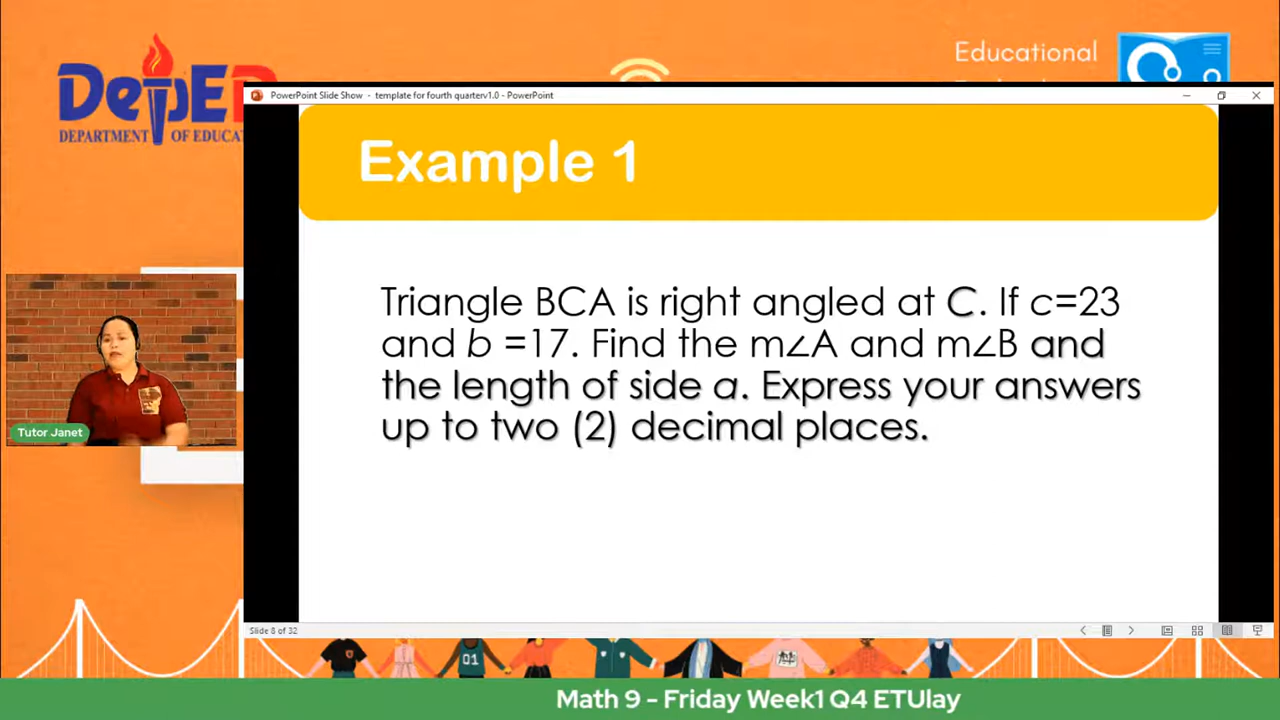 DepED
DEPARTMENT OF EDUCAT
Educational
PowerPoint Slide Show - template for fourth quarterv1.0 - PowerPoint
Example 1
Triangle BCA is right angled at C. If c=23
and b =17. Find the m∠A and m∠B and
the length of side a. Express your answers
up to two (2) decimal places.
Tutor Janet
Slide 8 of 32
01
Math 9 - Friday Week1 Q4 ETUlay